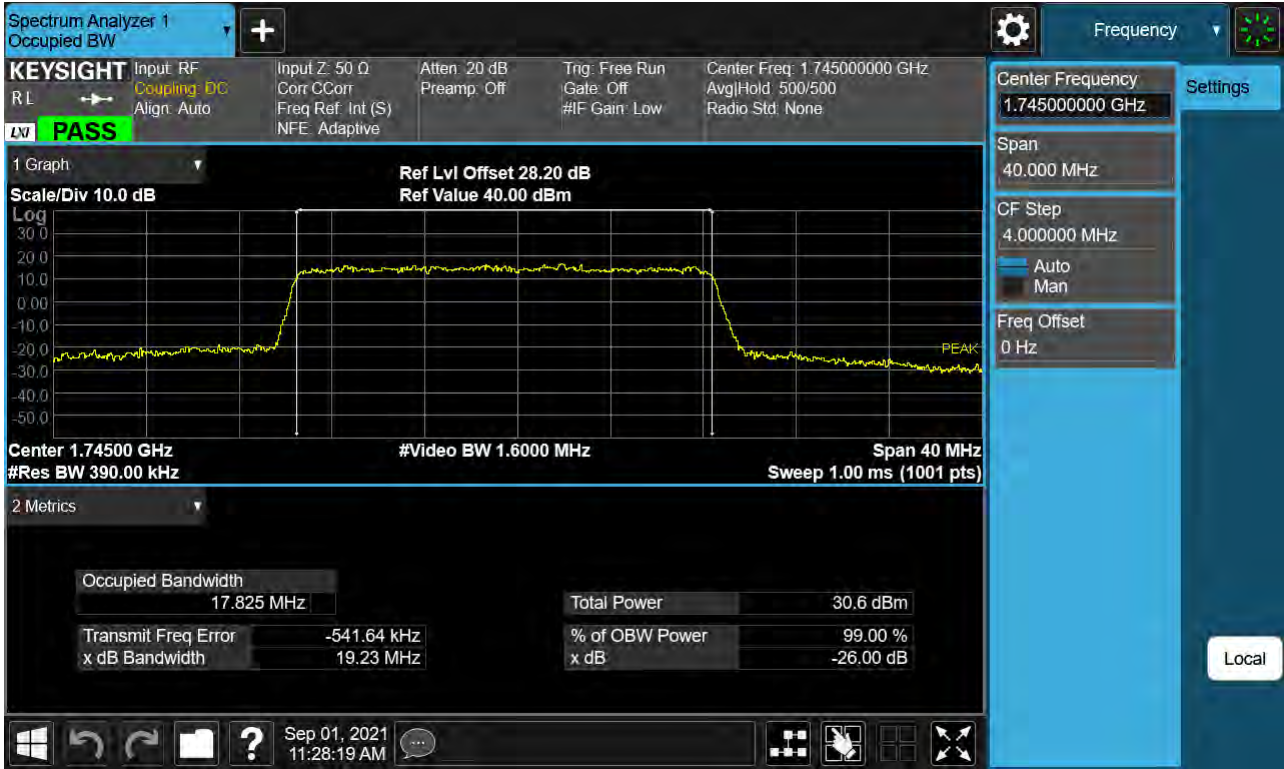 Spectrum Analyzer 1
Occupied BW
+
Frequency
KEYSIGHT
R L
LXI
PASS
Input: RF
Coupling: DC
Align: Auto
Input Z: 50 Ω
Corr CCorr
Freq Ref: Int (S)
NFE: Adaptive
Atten: 20 dB
Preamp: Off
Trig: Free Run
Gate: Off
#IF Gain: Low
Center Freq: 1.745000000 GHz
Avg|Hold: 500/500
Radio Std: None
Center Frequency
1.745000000 GHz
Settings
Span
40.000 MHz
CF Step
4.000000 MHz
Auto
Man
Freq Offset
0 Hz
1 Graph
Scale/Div 10.0 dB
Ref Lvl Offset 28.20 dB
Ref Value 40.00 dBm
Log
30.0
20.0
10.0
0.00
-10.0
-20.0
-30.0
-40.0
-50.0
PEAK
Center 1.74500 GHz
#Video BW 1.6000 MHz
Span 40 MHz
#Res BW 390.00 kHz
Sweep 1.00 ms (1001 pts)
2 Metrics
Occupied Bandwidth
17.825 MHz
Total Power 30.6 dBm
Transmit Freq Error -541.64 kHz
% of OBW Power 99.00 %
x dB Bandwidth 19.23 MHz
x dB -26.00 dB
Local
?
Sep 01, 2021
11:28:19 AM